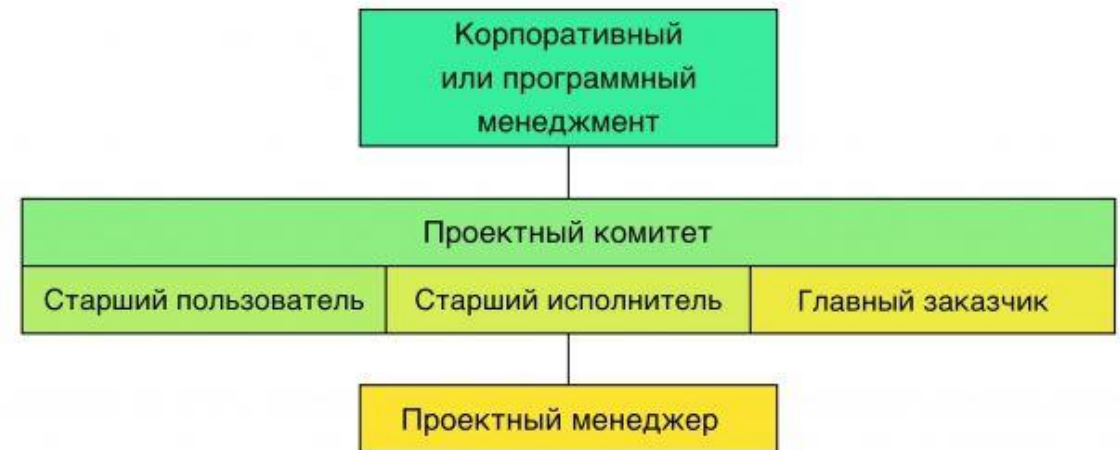 Корпоративный
или программный
менеджмент
Проектный комитет
Старший пользователь
Старший исполнитель
Главный заказчик
Проектный менеджер